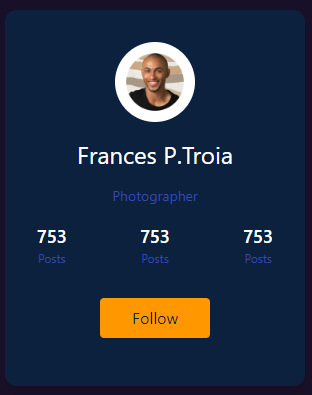 Frances P.Troia
Photographer
753 753 753
Posts Posts Posts
Follow